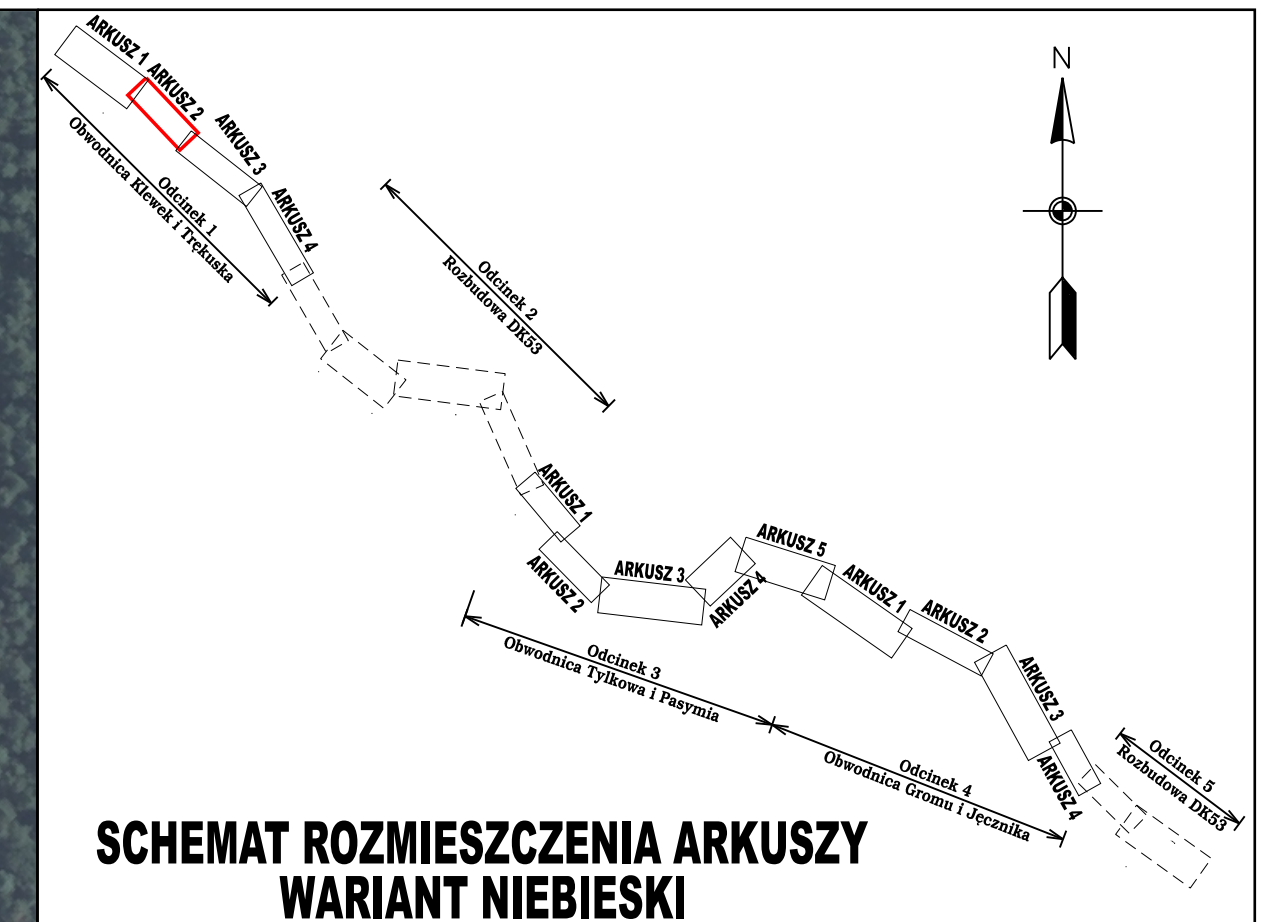 ARKUSZ 1
ARKUSZ 2
ARKUSZ 3
ARKUSZ 4
Odcinek 1
Obwodnica Klewek i Trękuska
N
Odcinek 2
Rozbudowa DK53
ARKUSZ 1
ARKUSZ 2
ARKUSZ 3
ARKUSZ 4
ARKUSZ 5
Odcinek 3
Obwodnica Tylkowa i Pasymia
ARKUSZ 1
ARKUSZ 2
ARKUSZ 3
ARKUSZ 4
Odcinek 4
Obwodnica Gromu i Jęcznika
Odcinek 5
Rozbudowa DK53
SCHEMAT ROZMIESZCZENIA ARKUSZY
WARIANT NIEBIESKI